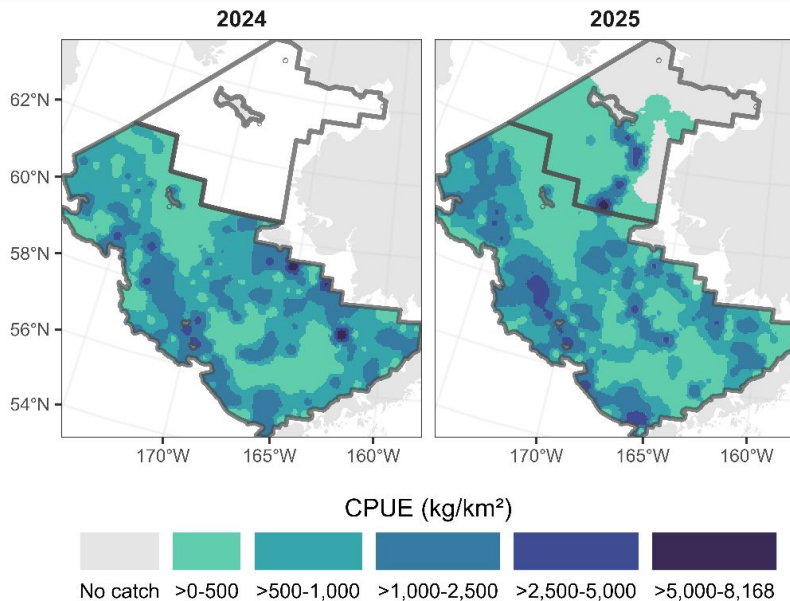 2024 2025
62°N
60°N
58°N
56°N
54°N
170°W 165°W 160°W 170°W 165°W 160°W
CPUE (kg/km²)
No catch >0-500 >500-1,000 >1,000-2,500 >2,500-5,000 >5,000-8,168